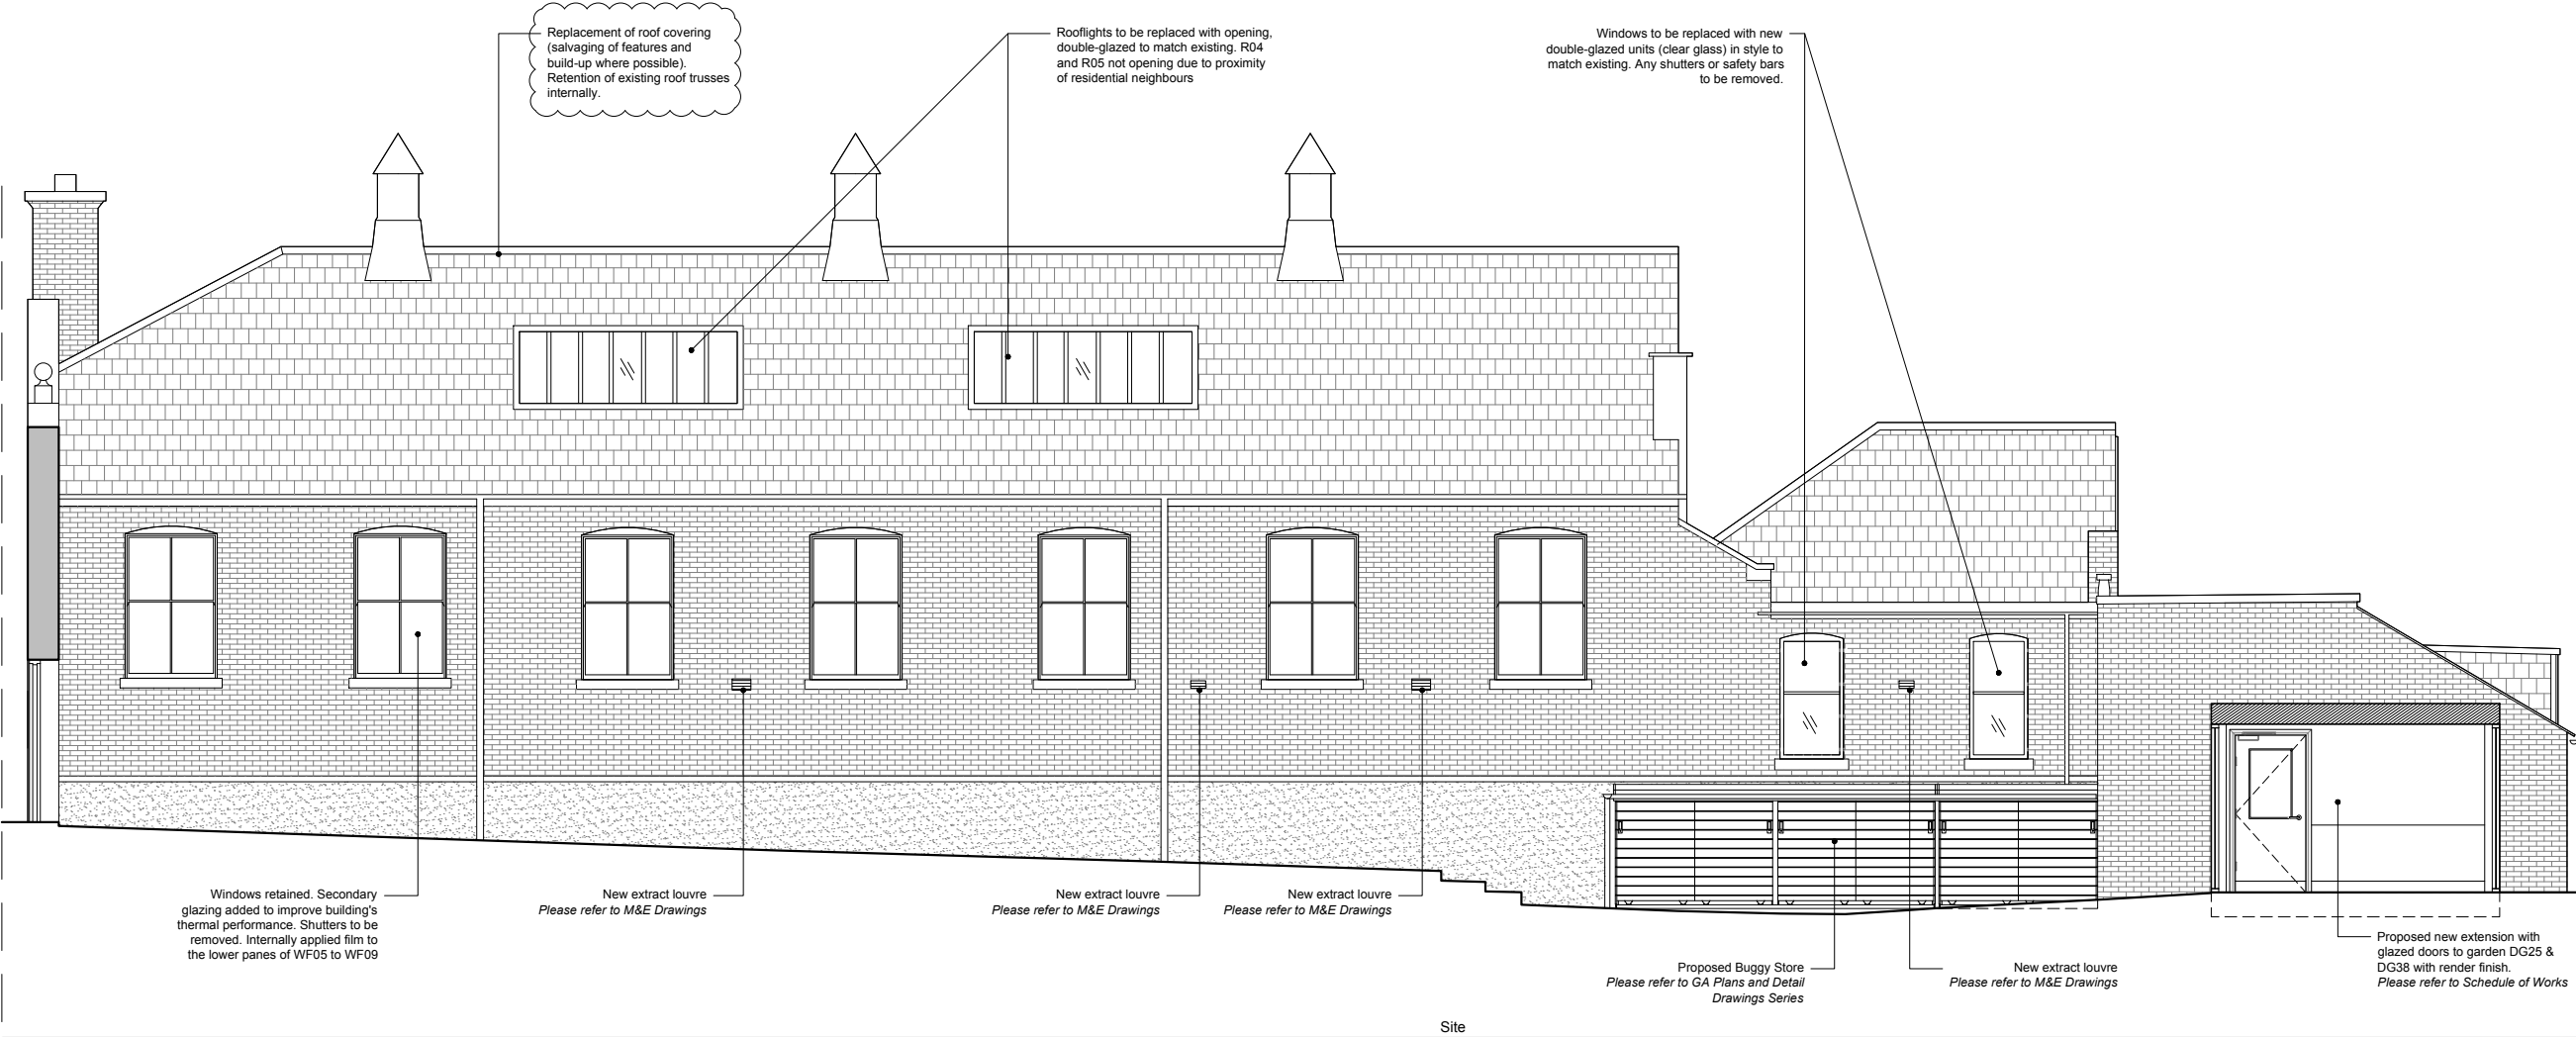 Replacement of roof covering
(salvaging of features and
build-up where possible).
Retention of existing roof trusses
internally.
Rooflights to be replaced with opening,
double-glazed to match existing. R04
and R05 not opening due to proximity
of residential neighbours
Windows to be replaced with new
double-glazed units (clear glass) in style to
match existing. Any shutters or safety bars
to be removed.
Windows retained. Secondary
glazing added to improve building's
thermal performance. Shutters to be
removed. Internally applied film to
the lower panes of WF05 to WF09
New extract louvre
Please refer to M&E Drawings
New extract louvre
Please refer to M&E Drawings
New extract louvre
Please refer to M&E Drawings
Proposed Buggy Store
Please refer to GA Plans and Detail
Drawings Series
New extract louvre
Please refer to M&E Drawings
Proposed new extension with
glazed doors to garden DG25 &
DG38 with render finish.
Please refer to Schedule of Works
Site